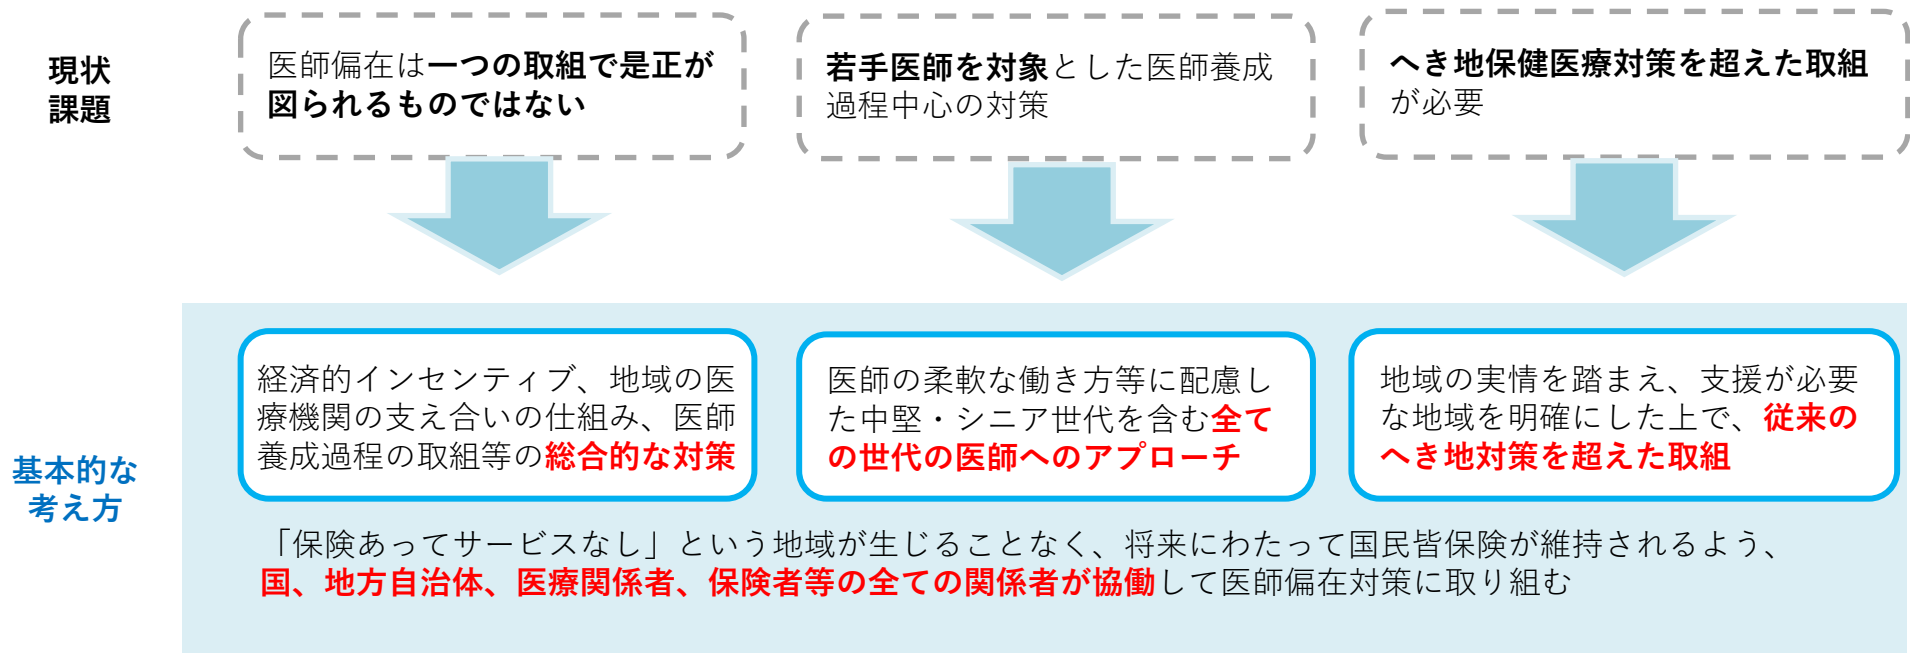 現状
課題
医師偏在は一つの取組で是正が
図られるものではない
若手医師を対象とした医師養成
過程中心の対策
へき地保健医療対策を超えた取組
が必要
基本的な
考え方
経済的インセンティブ、地域の医
療機関の支え合いの仕組み、医師
養成過程の取組等の総合的な対策
医師の柔軟な働き方等に配慮し
た中堅・シニア世代を含む全て
の世代の医師へのアプローチ
地域の実情を踏まえ、支援が必要
な地域を明確にした上で、従来の
へき地対策を超えた取組
「保険あってサービスなし」という地域が生じることなく、将来にわたって国民皆保険が維持されるよう、
国、地方自治体、医療関係者、保険者等の全ての関係者が協働して医師偏在対策に取り組む